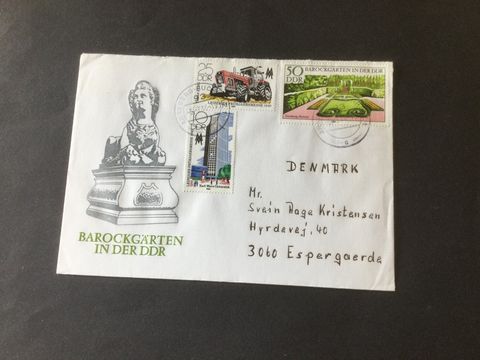 25
DDR
50
DDR
BAROCKGÄRTEN IN DER DDR
10
DENMARK
Mr.
Svein Aage Kristensen
Hyrdevej. 40
3060 Espergaerde
BAROCKGÄRTEN
IN DER DDR